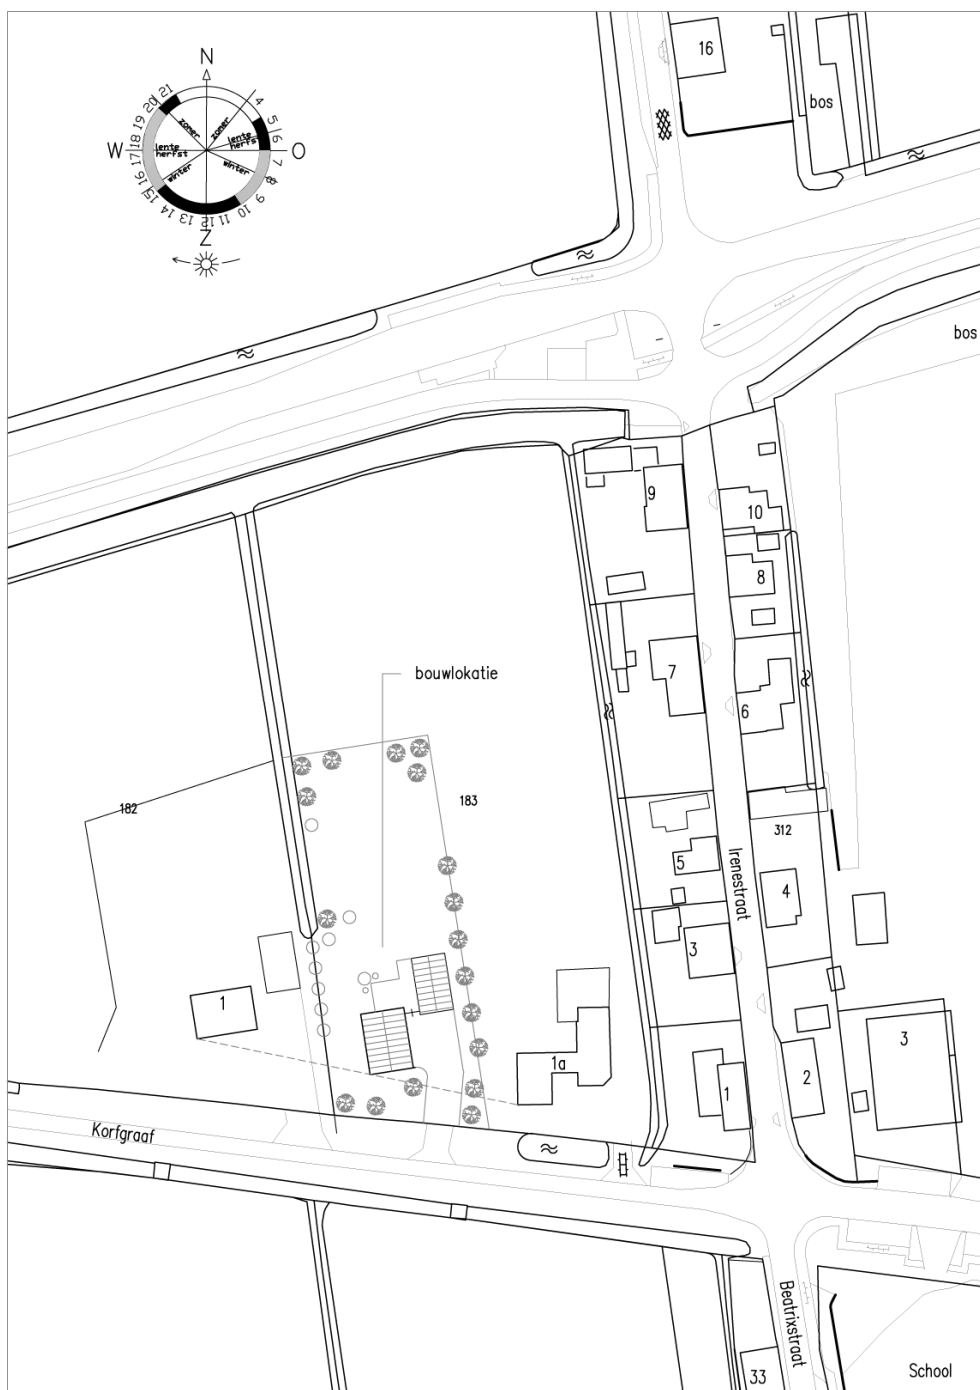 N
21
20
19
18
17
16
15
14
13
12
11
10
9
8
7
6
5
4
zomer
zomer
lente
herfst
lente
herfs
winter
winter
W
O
Z
16
bos
bos
9
10
8
7
6
bouwlokatie
182
183
312
5
Irenestraat
4
3
1
1a
3
2
1
Korfgraaf
Beatrixstraat
33
School